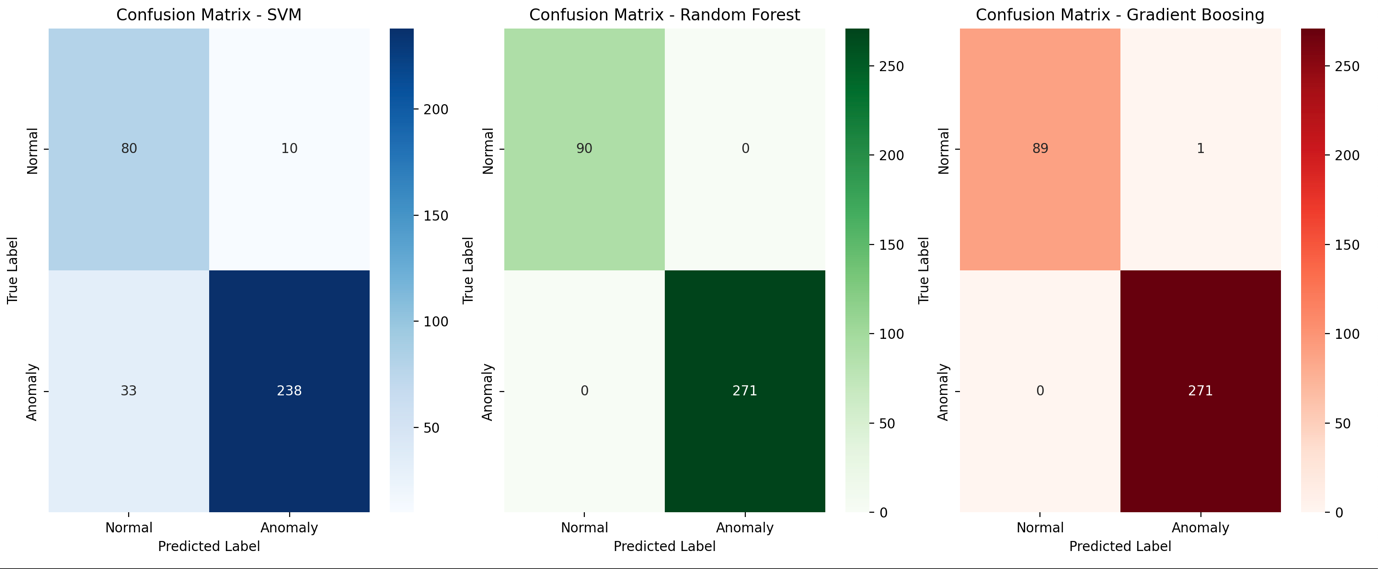 Confusion Matrix - SVM
True Label
Normal
Anomaly
80
10
33
238
Normal
Anomaly
Predicted Label
200
150
100
50
Confusion Matrix - Random Forest
True Label
Normal
Anomaly
90
0
0
271
Normal
Anomaly
Predicted Label
250
200
150
100
50
0
Confusion Matrix - Gradient Boosing
True Label
Normal
Anomaly
89
1
0
271
Normal
Anomaly
Predicted Label
250
200
150
100
50
0